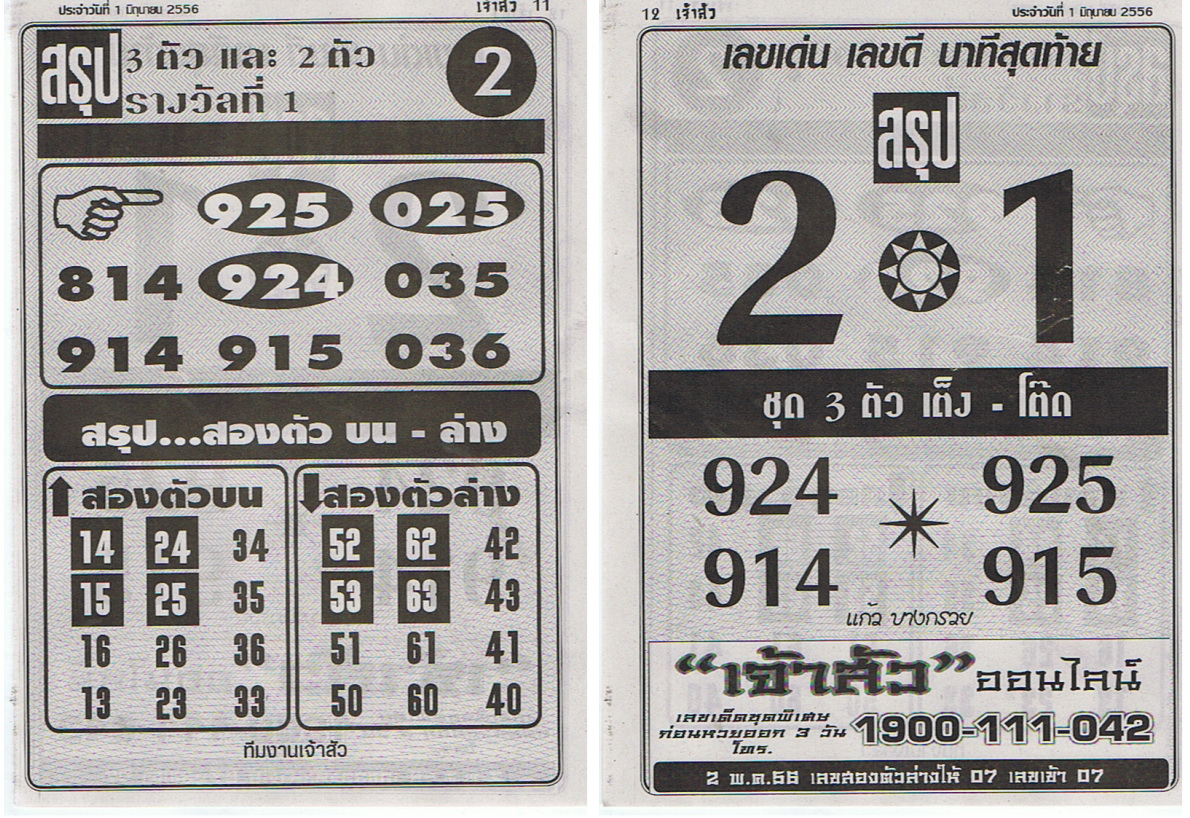 ประจำวันที่ 1 มิถุนายน 2556
เจ้าสัว 11
สรุป
3 ตัว และ 2 ตัว
รางวัลที่ 1
2
925 025
814 924 035
914 915 036
สรุป...สองตัว บน - ล่าง
สองตัวบน
14 24 34
15 25 35
16 26 36
13 23 33
สองตัวล่าง
52 62 42
53 63 43
51 61 41
50 60 40
ทีมงานเจ้าสัว
12 เจ้าสัว
ประจำวันที่ 1 มิถุนายน 2556
เลขเด่น เลขดี นาทีสุดท้าย
สรุป
2 1
ชุด 3 ตัว เต็ง - โต๊ด
924 925
914 915
แก้ว บางกรวย
“เจ้าสัว” ออนไลน์
เลขเด็ดชุดพิเศษ
ก่อนหวยออก 3 วัน
โทร.
1900-111-042
2 พ.ค.56 เลขสองตัวล่างให้ 07 เลขเข้า 07